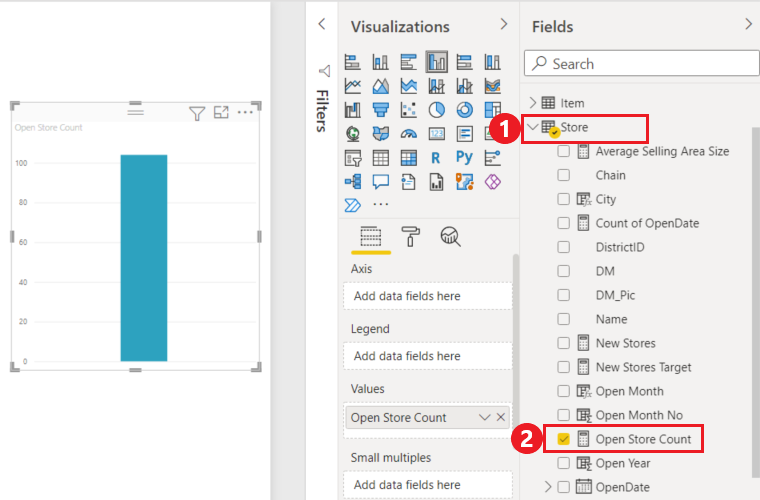 Open Store Count
100
80
60
40
20
0
Filters
Visualizations
R
Py
123
Axis
Add data fields here
Legend
Add data fields here
Values
Open Store Count
Small multiples
Add data fields here
Fields
Search
Item
1
Store
Average Selling Area Size
Chain
City
Count of OpenDate
DistrictID
DM
DM_Pic
Name
New Stores
New Stores Target
Open Month
Open Month No
2
Open Store Count
Open Year
OpenDate